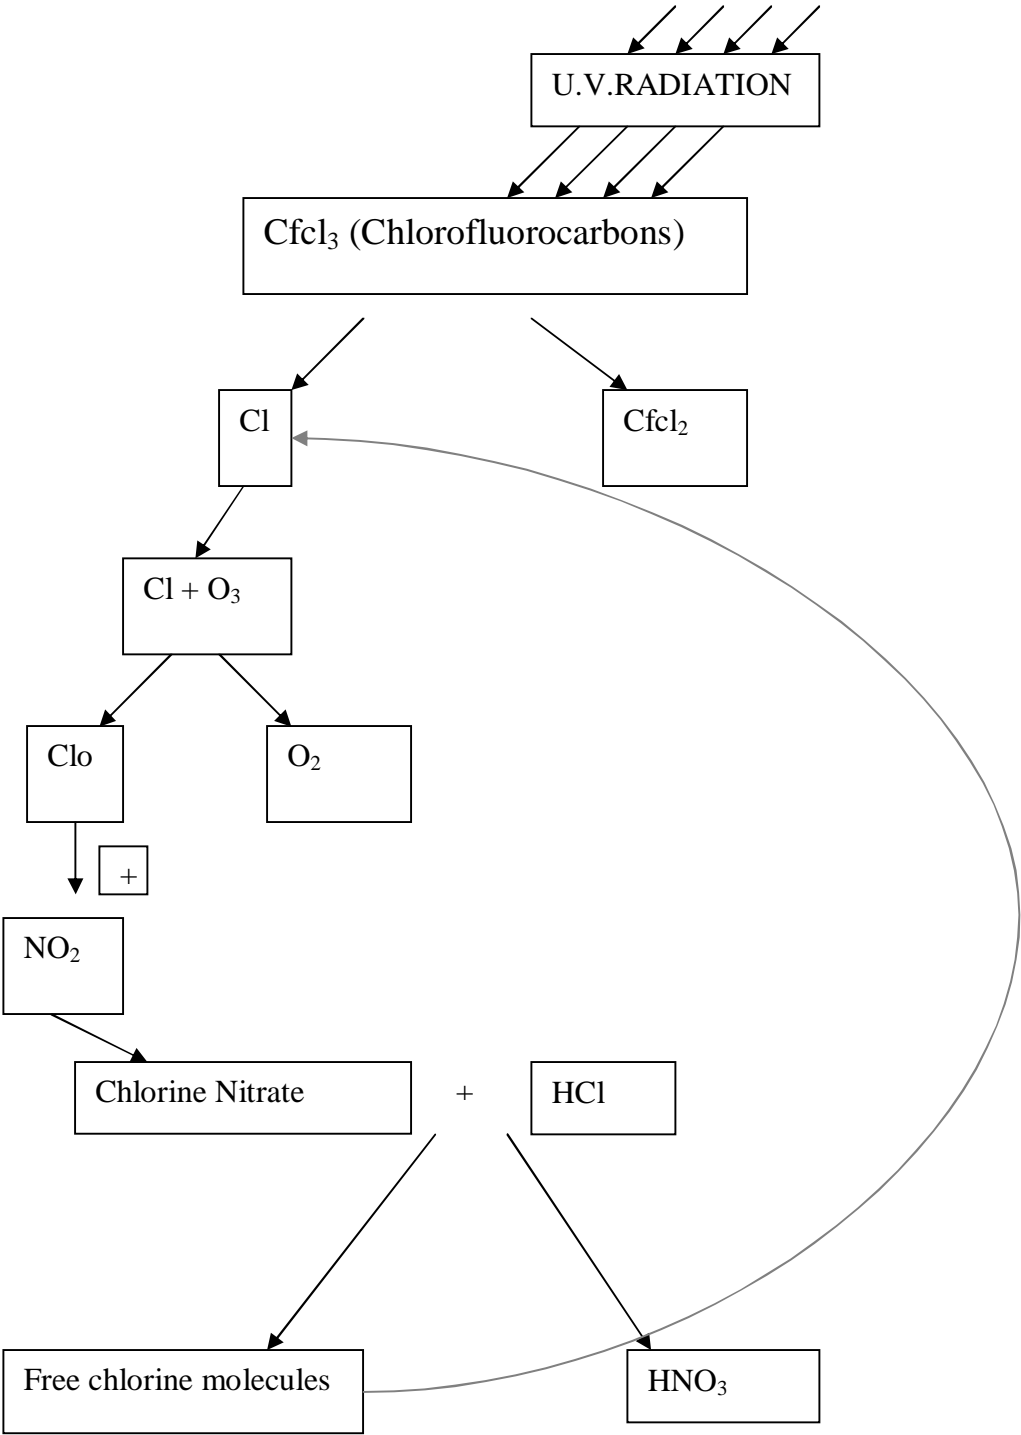 U.V.RADIATION
Cfcl₃ (Chlorofluorocarbons)
Cl
Cfcl₂
Cl + O₃
Clo
O₂
+
NO₂
Chlorine Nitrate + HCl
Free chlorine molecules
HNO₃